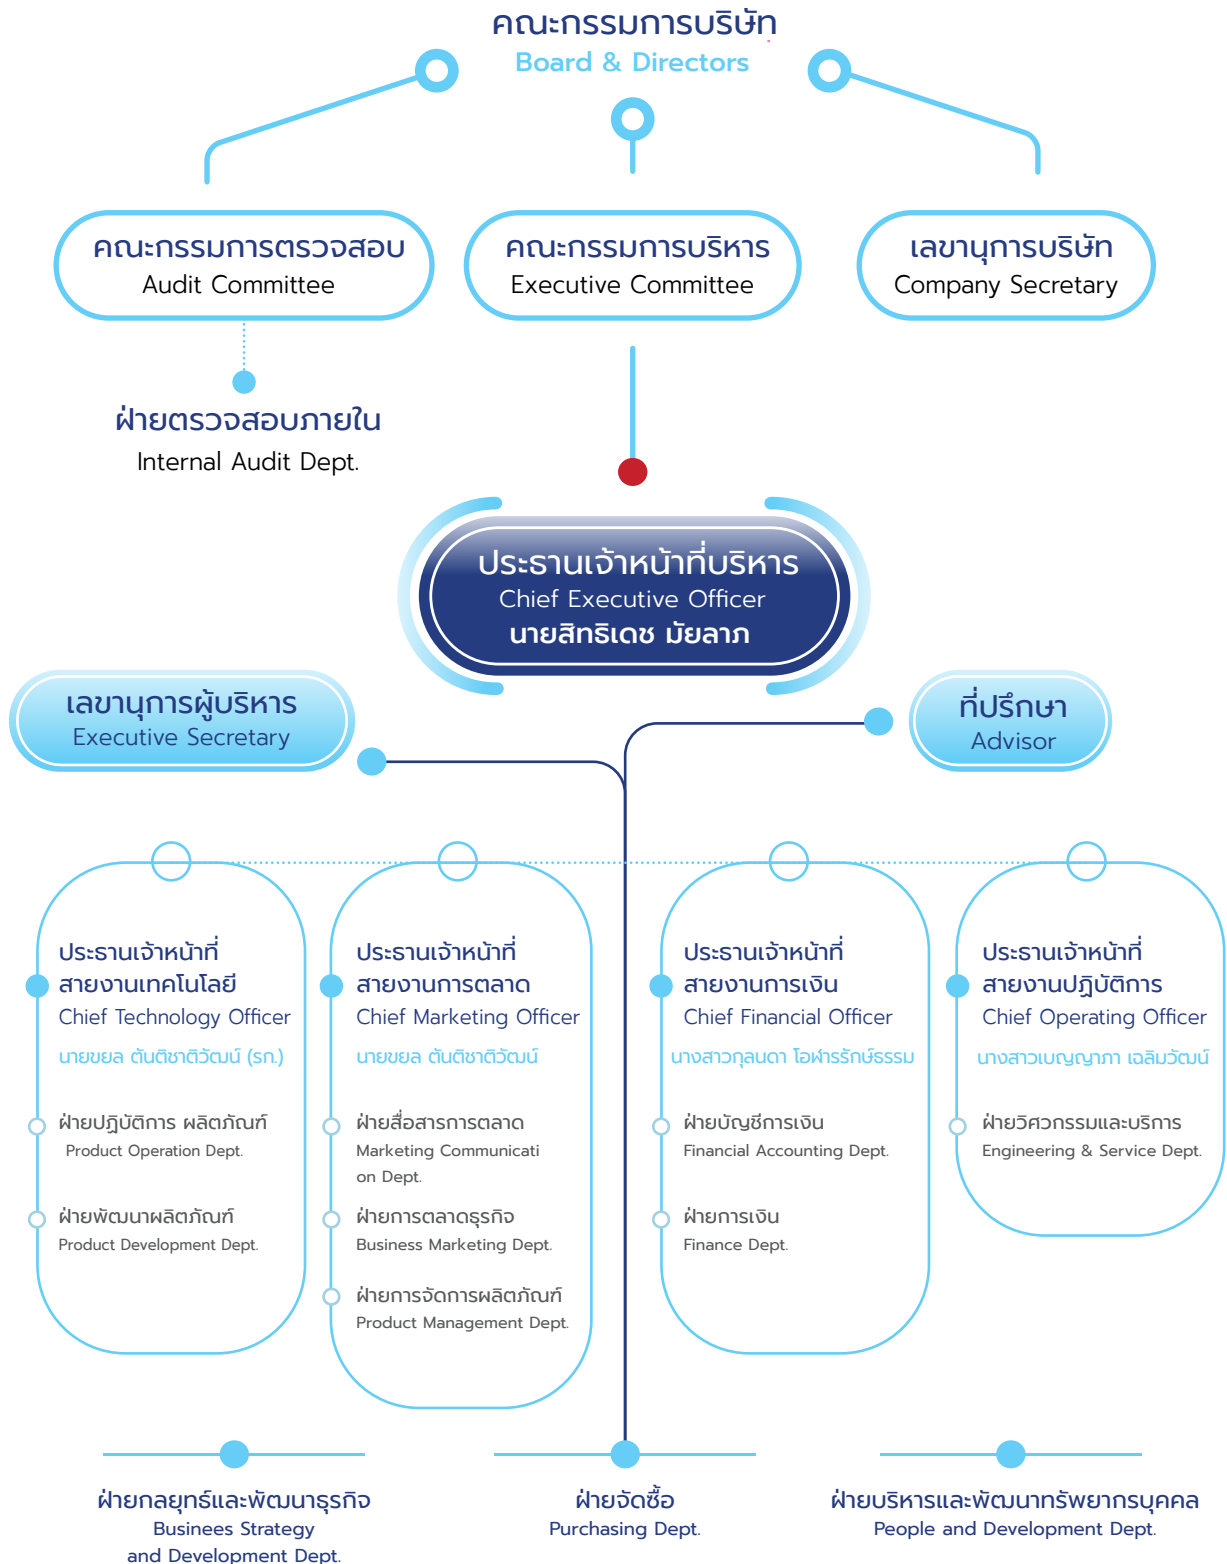 คณะกรรมการบริษัท
Board & Directors
คณะกรรมการตรวจสอบ
Audit Committee
คณะกรรมการบริหาร
Executive Committee
เลขานุการบริษัท
Company Secretary
ฝ่ายตรวจสอบภายใน
Internal Audit Dept.
ประธานเจ้าหน้าที่บริหาร
Chief Executive Officer
นายสิทธิเดช มัยลาภ
เลขานุการผู้บริหาร
Executive Secretary
ที่ปรึกษา
Advisor
ประธานเจ้าหน้าที่
สายงานเทคโนโลยี
Chief Technology Officer
นายขยล ตันติชาติวัฒน์ (รก.)
ฝ่ายปฏิบัติการ ผลิตภัณฑ์
Product Operation Dept.
ฝ่ายพัฒนาผลิตภัณฑ์
Product Development Dept.
ประธานเจ้าหน้าที่
สายงานการตลาด
Chief Marketing Officer
นายขยล ตันติชาติวัฒน์
ฝ่ายสื่อสารการตลาด
Marketing Communicati
on Dept.
ฝ่ายการตลาดธุรกิจ
Business Marketing Dept.
ฝ่ายการจัดการผลิตภัณฑ์
Product Management Dept.
ประธานเจ้าหน้าที่
สายงานการเงิน
Chief Financial Officer
นางสาวกุลนดา โอฬารรักษ์ธรรม
ฝ่ายบัญชีการเงิน
Financial Accounting Dept.
ฝ่ายการเงิน
Finance Dept.
ประธานเจ้าหน้าที่
สายงานปฏิบัติการ
Chief Operating Officer
นางสาวเบญญาภา เฉลิมวัฒน์
ฝ่ายวิศวกรรมและบริการ
Engineering & Service Dept.
ฝ่ายกลยุทธ์และพัฒนาธุรกิจ
Businees Strategy
and Development Dept.
ฝ่ายจัดซื้อ
Purchasing Dept.
ฝ่ายบริหารและพัฒนาทรัพยากรบุคคล
People and Development Dept.